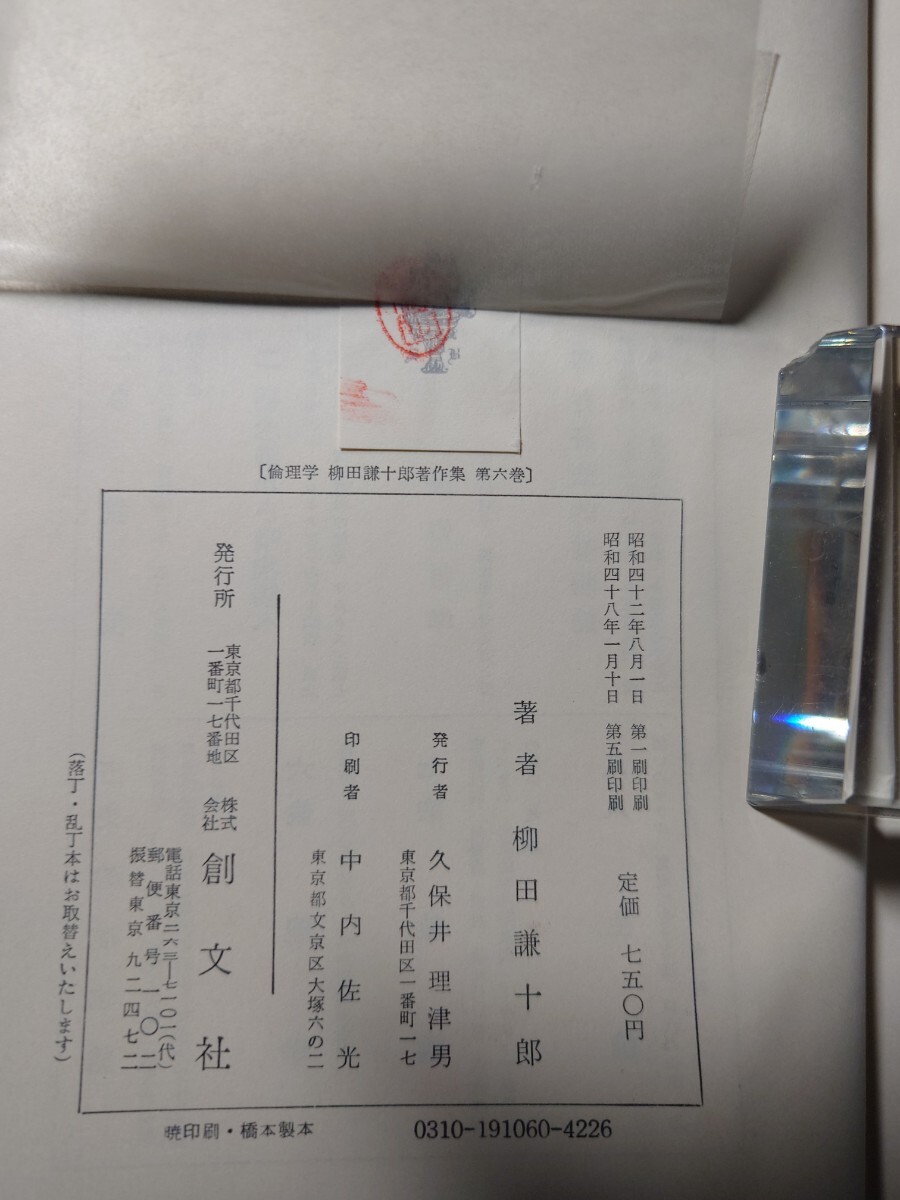 〔倫理学 柳田謙十郎著作集 第六巻〕
昭和四十二年八月一日 第一刷印刷
昭和四十八年一月十日 第五刷印刷
定価 七五〇円
著者 柳田謙十郎
発行者 久保井理津男
東京都千代田区一番町一七
印刷者 中内佐光
東京都文京区大塚六の二
発行所
東京都千代田区
一番町一七番地
株式
会社
創文社
電話東京二六三―七一〇一(代)
郵便番号一〇二
振替東京九二四七二
(落丁・乱丁本はお取替えいたします)
暁印刷・橋本製本
0310-191060-4226